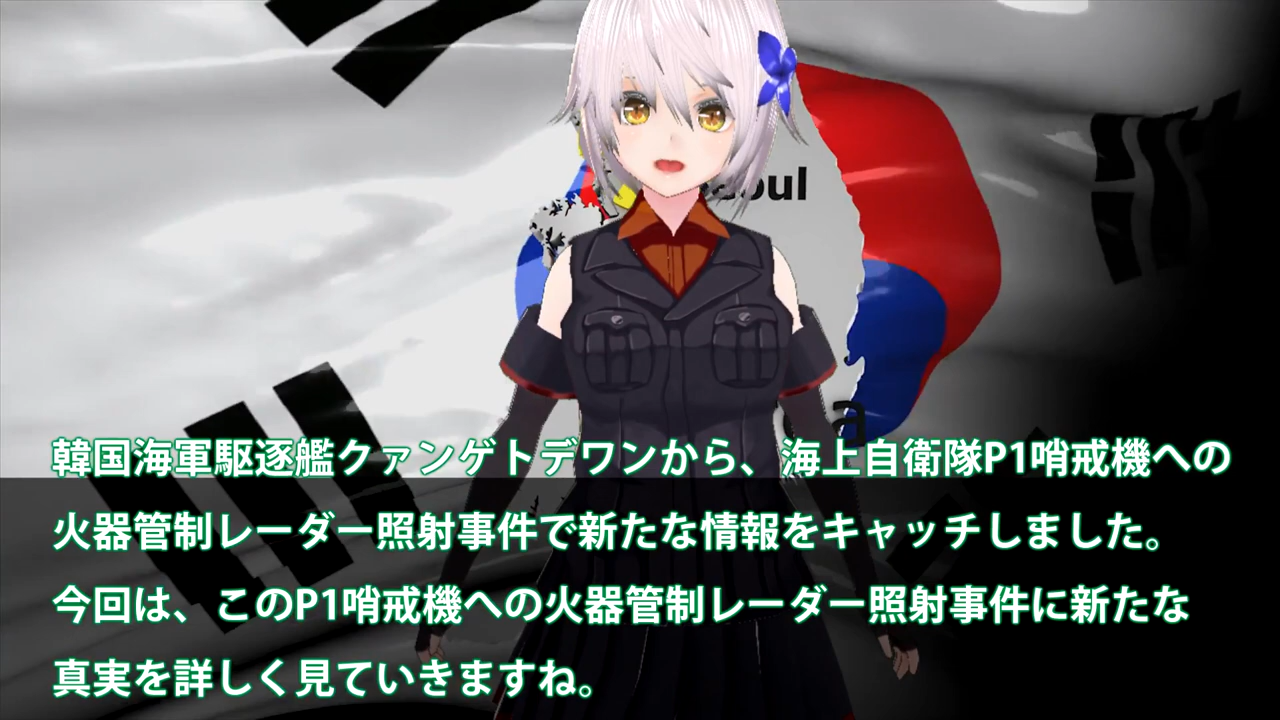 oul
a
韓国海軍駆逐艦クァンゲトデワンから、海上自衛隊P1哨戒機への
火器管制レーダー照射事件で新たな情報をキャッチしました。
今回は、このP1哨戒機への火器管制レーダー照射事件に新たな
真実を詳しく見ていきますね。